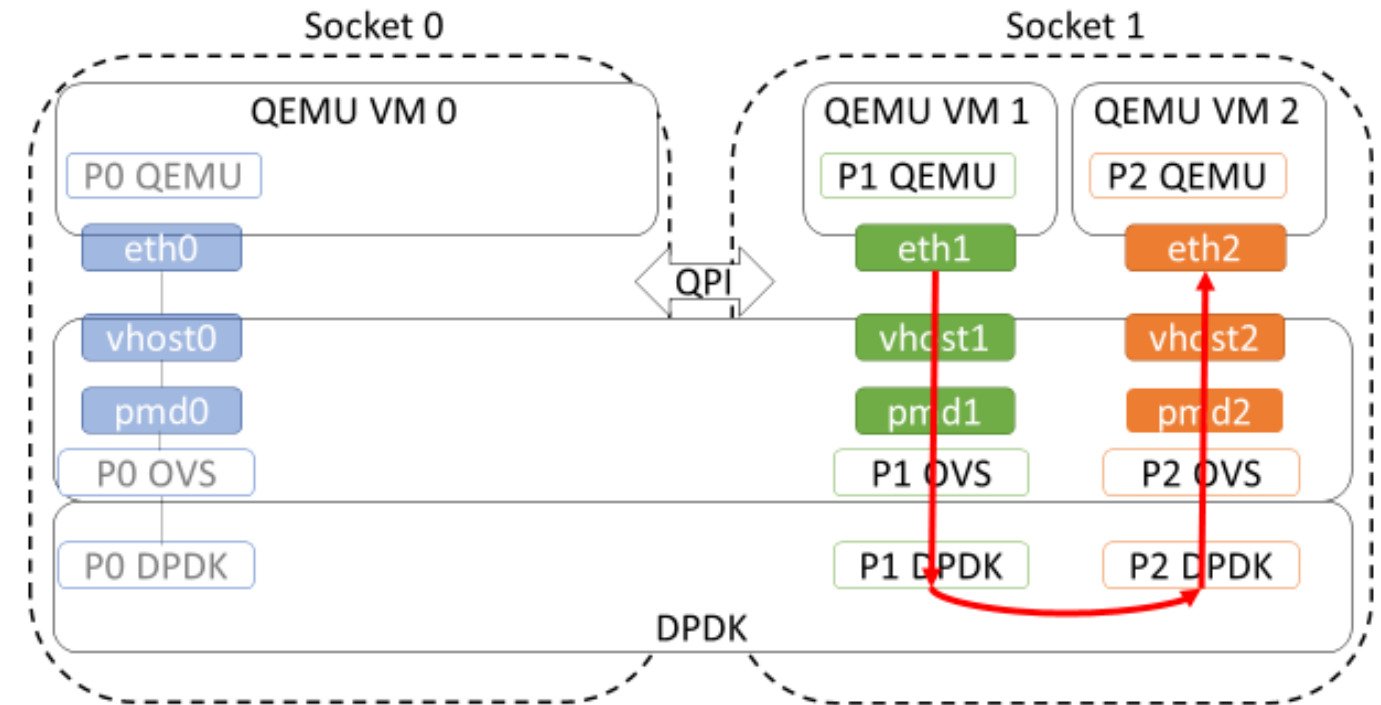 Socket 0
Socket 1
QEMU VM 0
QEMU VM 1
QEMU VM 2
P0 QEMU
P1 QEMU
P2 QEMU
eth0
eth1
eth2
QPI
vhost0
vhost1
vhost2
pmd0
pmd1
pmd2
P0 OVS
P1 OVS
P2 OVS
P0 DPDK
P1 DPDK
P2 DPDK
DPDK